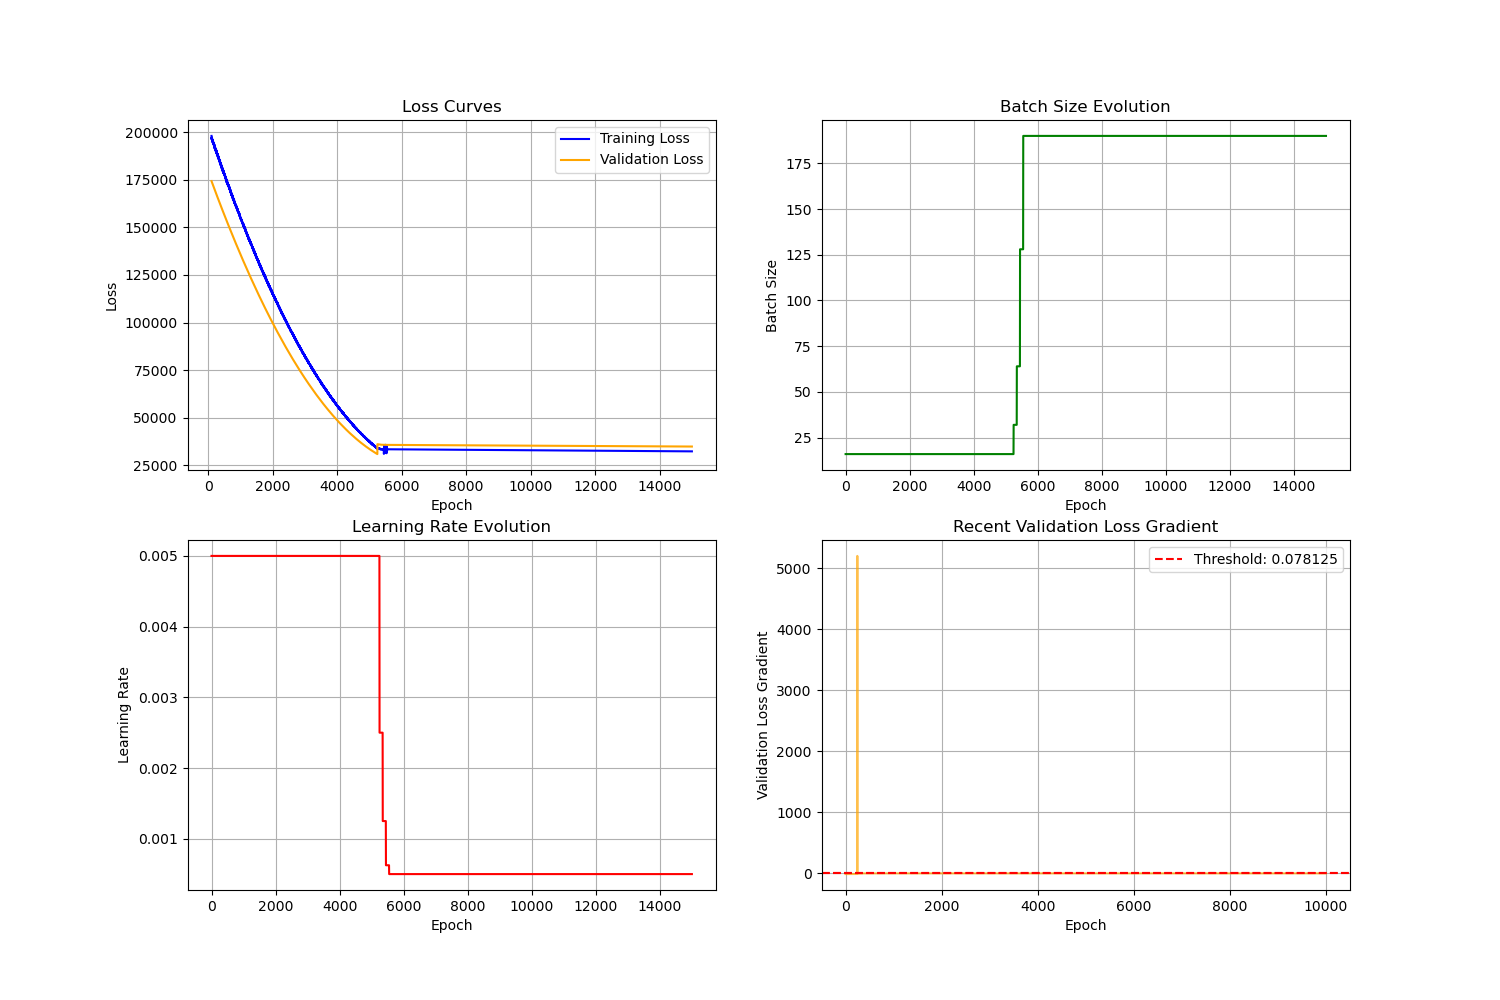 Loss Curves
Loss
200000
175000
150000
125000
100000
75000
50000
25000
Training Loss
Validation Loss
0 2000 4000 6000 8000 10000 12000 14000
Epoch
Batch Size Evolution
Batch Size
175
150
125
100
75
50
25
0 2000 4000 6000 8000 10000 12000 14000
Epoch
Learning Rate Evolution
Learning Rate
0.005
0.004
0.003
0.002
0.001
0 2000 4000 6000 8000 10000 12000 14000
Epoch
Recent Validation Loss Gradient
Validation Loss Gradient
5000
4000
3000
2000
1000
0
Threshold: 0.078125
0 2000 4000 6000 8000 10000
Epoch